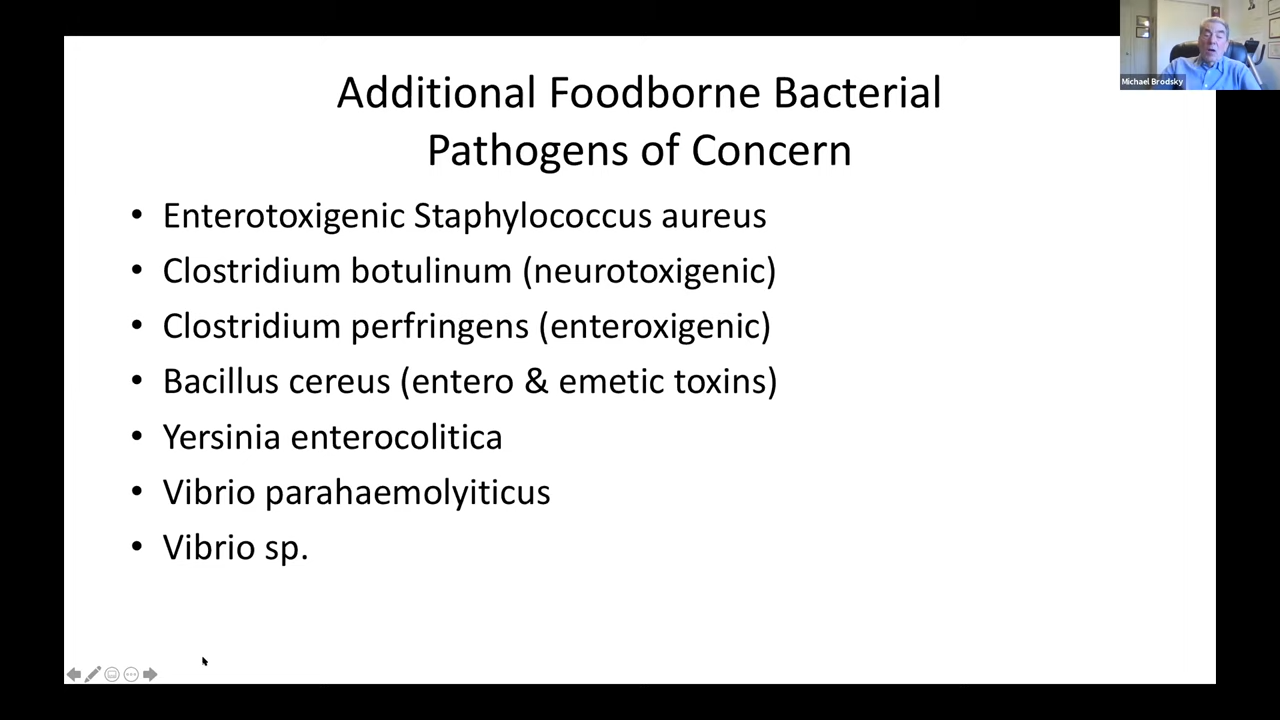 Additional Foodborne Bacterial
Pathogens of Concern
• Enterotoxigenic Staphylococcus aureus
• Clostridium botulinum (neurotoxigenic)
• Clostridium perfringens (enteroxigenic)
• Bacillus cereus (entero & emetic toxins)
• Yersinia enterocolitica
• Vibrio parahaemolyiticus
• Vibrio sp.
Michael Brodsky